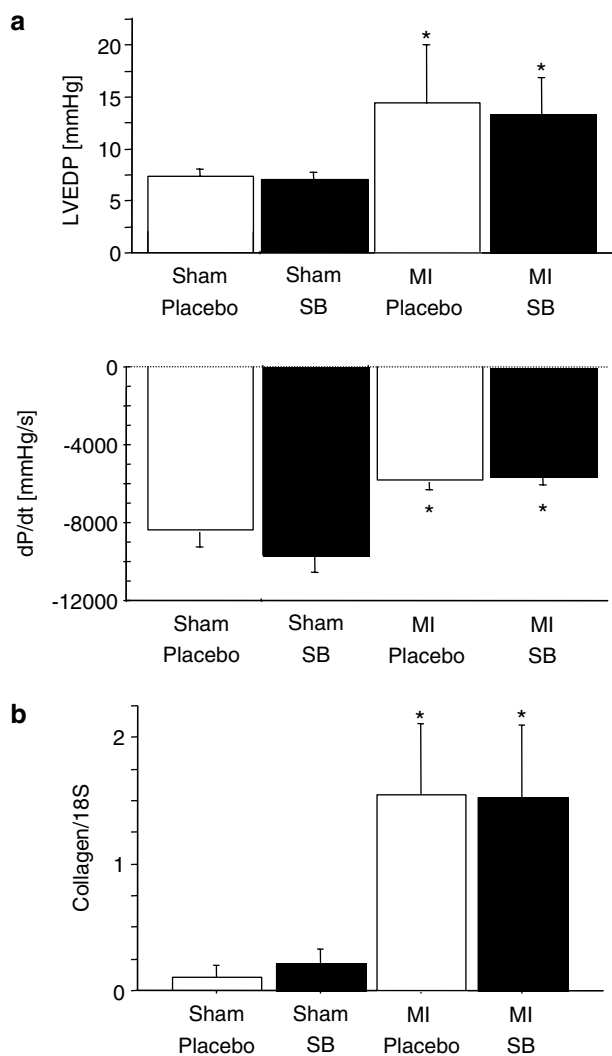 a
LVEDP [mmHg]
20
15
10
5
0
*
*
Sham Sham MI MI
Placebo SB Placebo SB
dP/dt [mmHg/s]
0
-4000
-8000
-12000
*
*
Sham Sham MI MI
Placebo SB Placebo SB
b
Collagen/18S
2
1
0
*
*
Sham Sham MI MI
Placebo SB Placebo SB